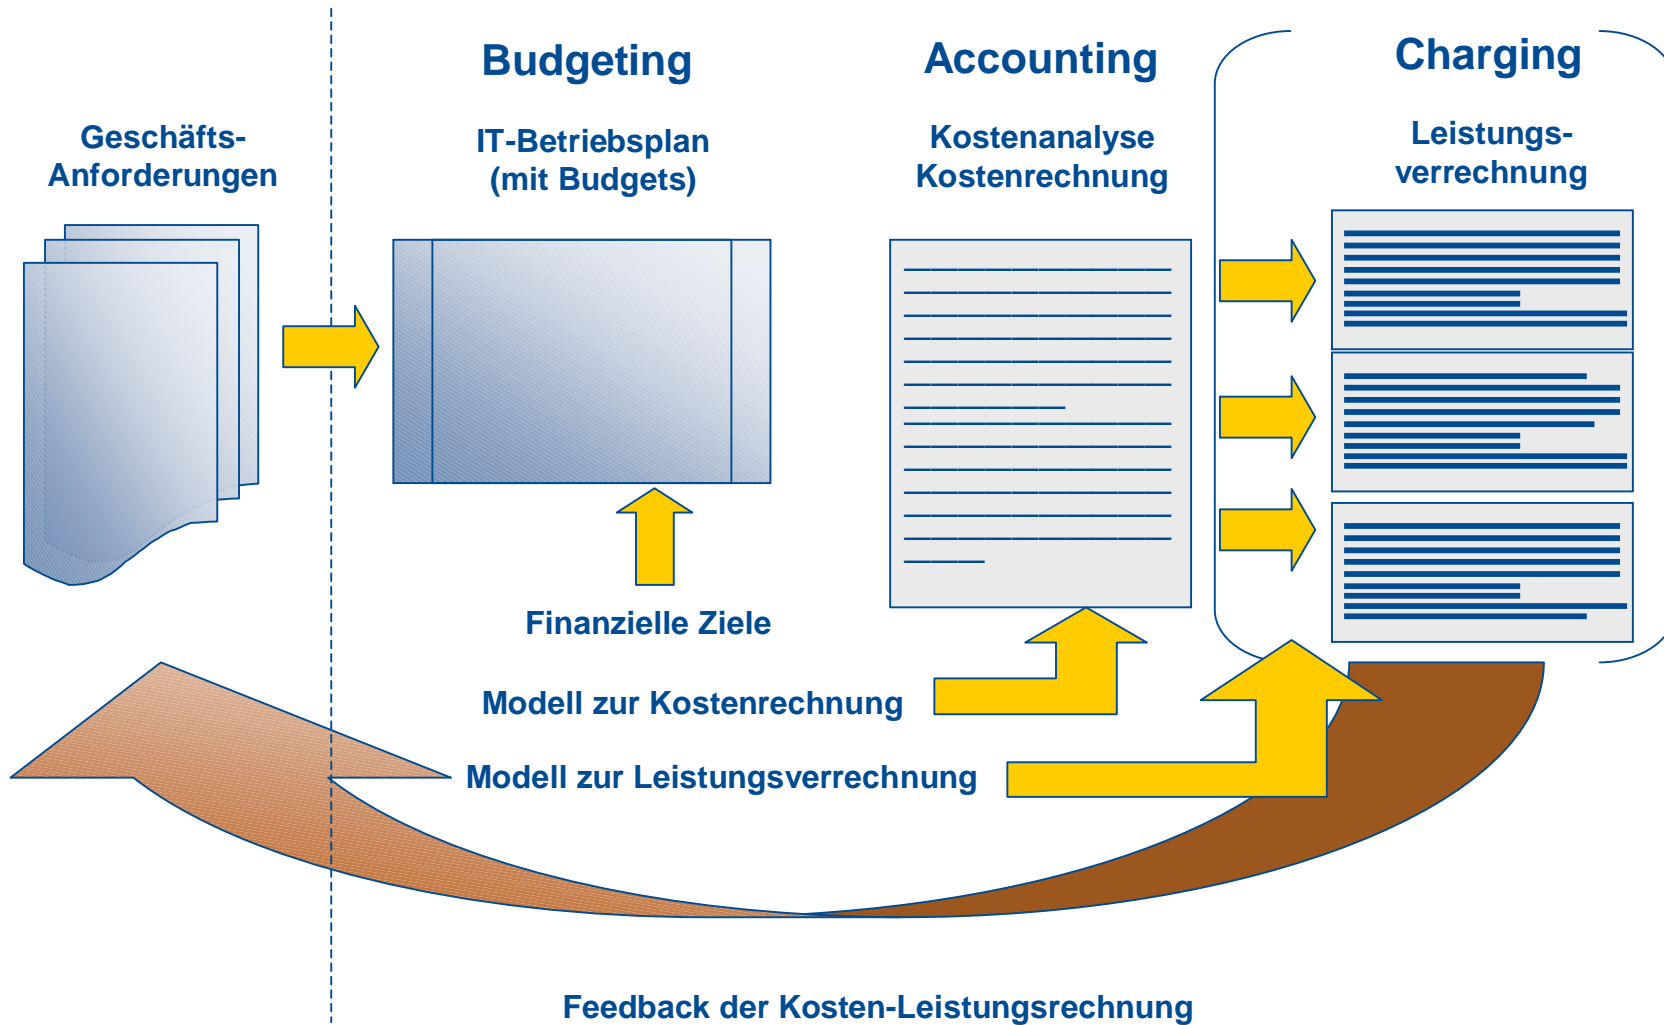 Budgeting
Accounting
Charging
Geschäfts-
Anforderungen
IT-Betriebsplan
(mit Budgets)
Kostenanalyse
Kostenrechnung
Leistungs-
verrechnung
Finanzielle Ziele
Modell zur Kostenrechnung
Modell zur Leistungsverrechnung
Feedback der Kosten-Leistungsrechnung